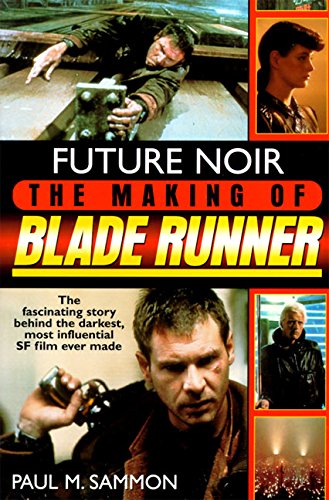 FUTURE NOIR
THE MAKING OF
BLADE RUNNER
The
fascinating story
behind the darkest,
most influential
SF film ever made
PAUL M. SAMMON